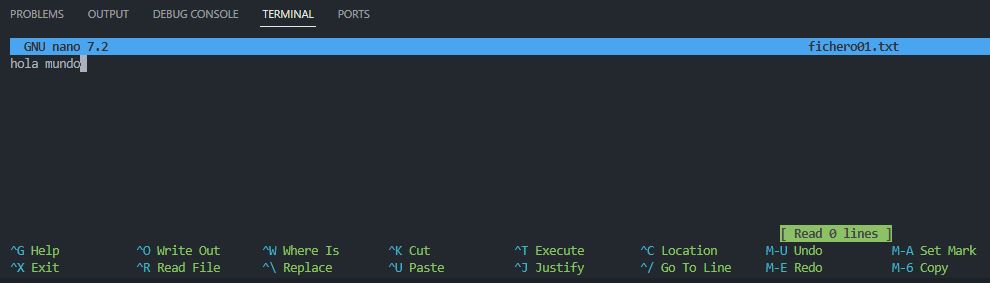 PROBLEMS OUTPUT DEBUG CONSOLE TERMINAL PORTS
GNU nano 7.2 fichero01.txt
hola mundo
[ Read 0 lines ]
^G Help ^O Write Out ^W Where Is ^K Cut ^T Execute ^C Location M-U Undo M-A Set Mark
^X Exit ^R Read File ^\ Replace ^U Paste ^J Justify ^/ Go To Line M-E Redo M-6 Copy